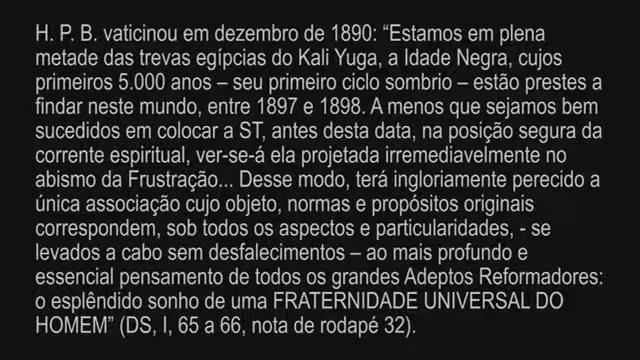 H. P. B. vaticinou em dezembro de 1890: “Estamos em plena
metade das trevas egípcias do Kali Yuga, a Idade Negra, cujos
primeiros 5.000 anos – seu primeiro ciclo sombrio – estão prestes a
findar neste mundo, entre 1897 e 1898. A menos que sejamos bem
sucedidos em colocar a ST, antes desta data, na posição segura da
corrente espiritual, ver-se-á ela projetada irremediavelmente no
abismo da Frustração... Desse modo, terá ingloriamente perecido a
única associação cujo objeto, normas e propósitos originais
correspondem, sob todos os aspectos e particularidades, - se
levados a cabo sem desfalecimentos – ao mais profundo e
essencial pensamento de todos os grandes Adeptos Reformadores:
o esplêndido sonho de uma FRATERNIDADE UNIVERSAL DO
HOMEM” (DS, I, 65 a 66, nota de rodapé 32).